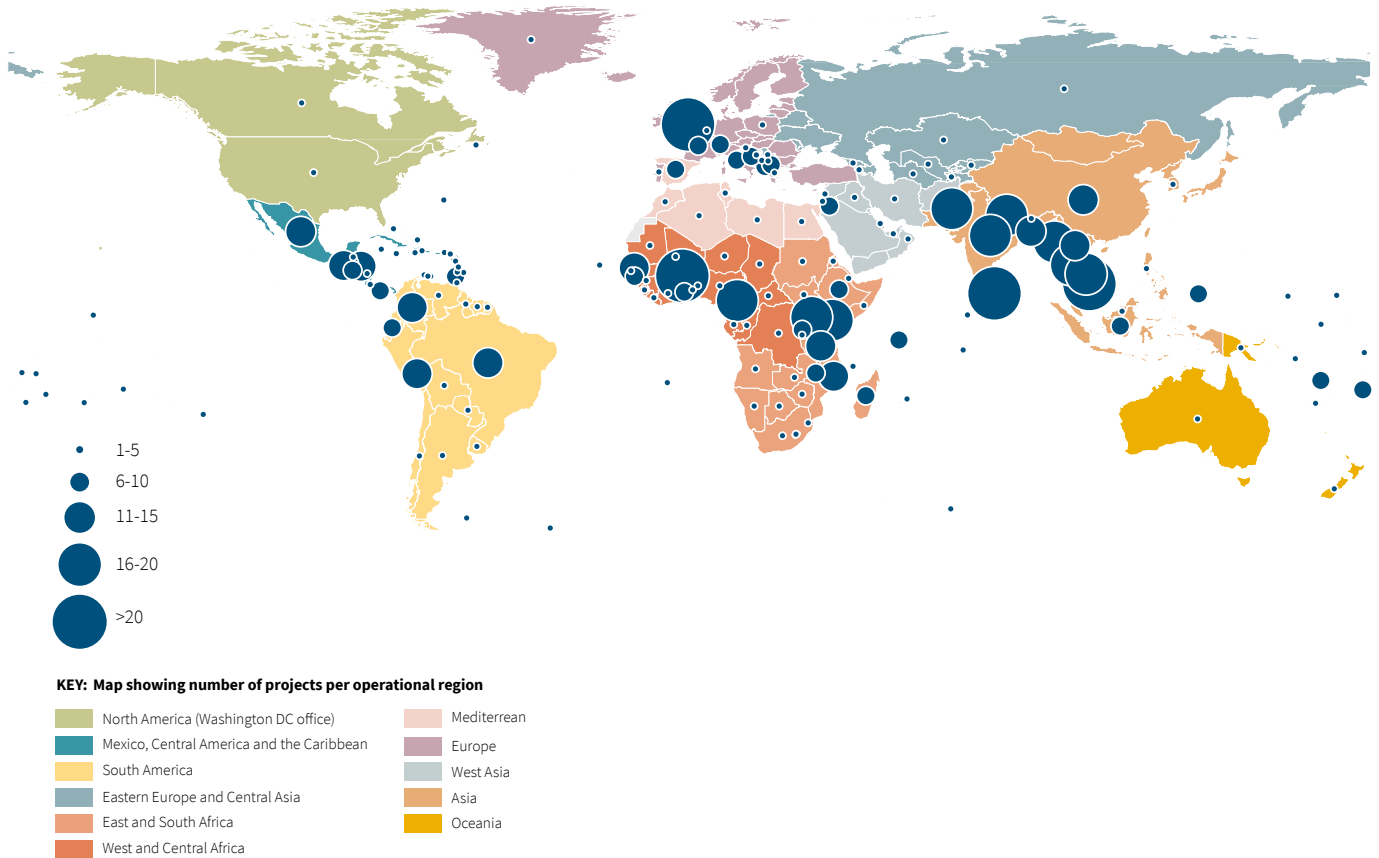 1-5
6-10
11-15
16-20
>20
KEY: Map showing number of projects per operational region
North America (Washington DC office)
Mexico, Central America and the Caribbean
South America
Eastern Europe and Central Asia
East and South Africa
West and Central Africa
Mediterrean
Europe
West Asia
Asia
Oceania